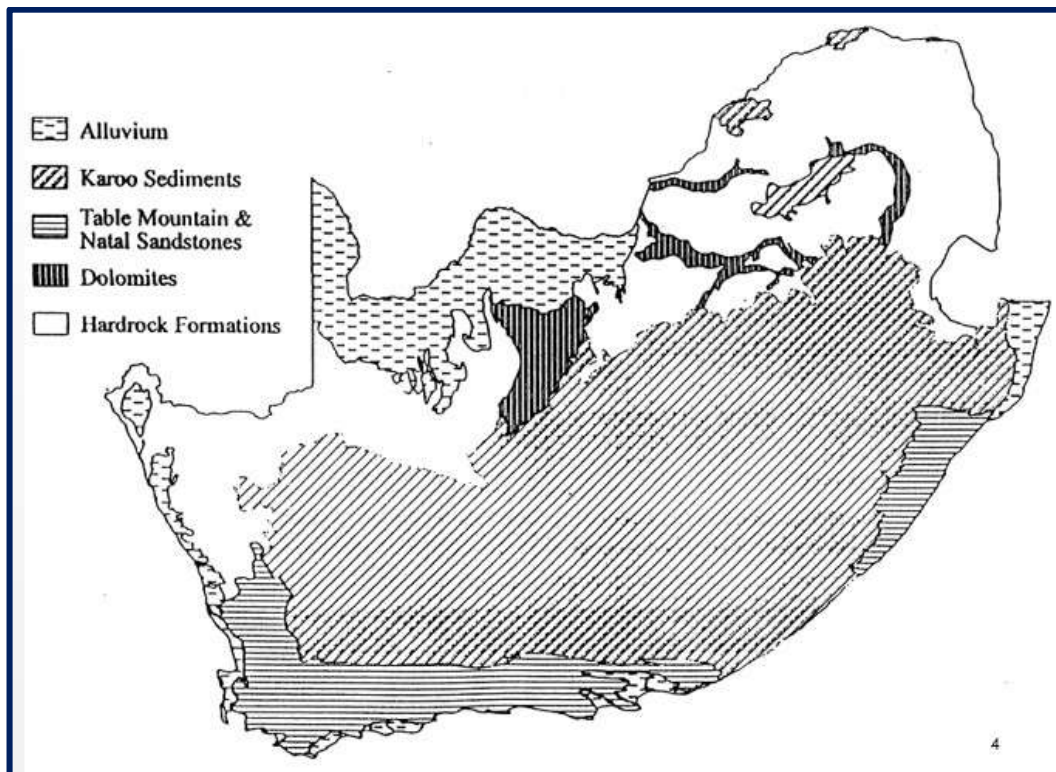 Alluvium
Karoo Sediments
Table Mountain &
Natal Sandstones
Dolomites
Hardrock Formations
4